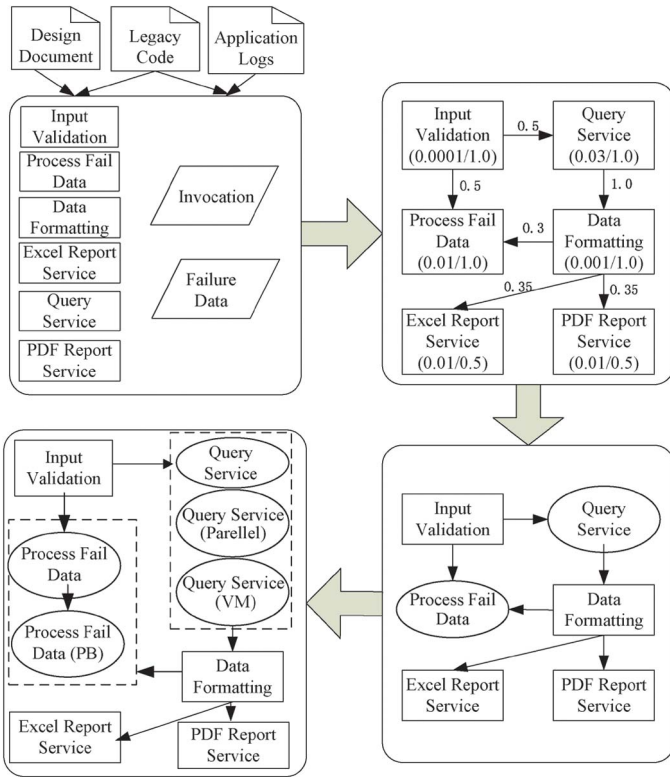 Design
Document
Legacy
Code
Application
Logs
Input
Validation
Process Fail
Data
Data
Formatting
Excel Report
Service
Query
Service
PDF Report
Service
Invocation
Failure
Data
Input
Validation
(0.0001/1.0)
0.5
Query
Service
(0.03/1.0)
0.5
1.0
Process Fail
Data
(0.01/1.0)
0.3
Data
Formatting
(0.001/1.0)
0.35
0.35
Excel Report
Service
(0.01/0.5)
PDF Report
Service
(0.01/0.5)
Input
Validation
Query
Service
Process Fail
Data
Data
Formatting
Excel Report
Service
PDF Report
Service
Input
Validation
Query
Service
Query Service
(Parellel)
Process Fail
Data
Query Service
(VM)
Process Fail
Data (PB)
Data
Formatting
Excel Report
Service
PDF Report
Service